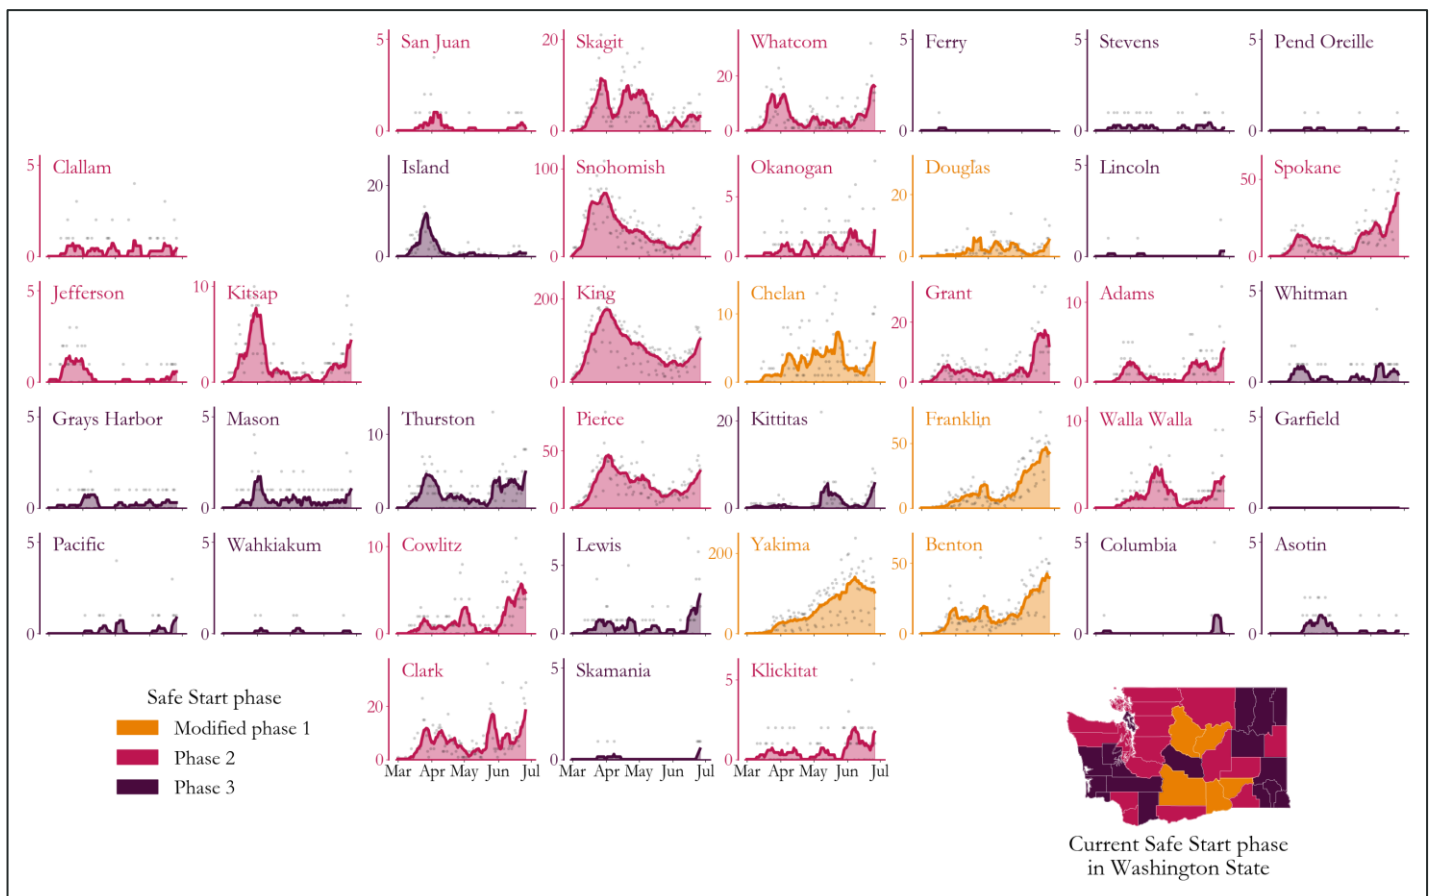 San Juan
Skagit
Whatcom
Ferry
Stevens
Pend Oreille
5
0
20
0
20
0
5
0
5
0
5
0
Clallam
Island
Snohomish
Okanogan
Douglas
Lincoln
Spokane
5
0
20
0
100
0
5
0
20
0
5
0
50
0
Jefferson
Kitsap
King
Chelan
Grant
Adams
Whitman
5
0
10
0
200
0
10
0
20
0
10
0
5
0
Grays Harbor
Mason
Thurston
Pierce
Kittitas
Franklin
Walla Walla
Garfield
5
0
5
0
10
0
50
0
20
0
50
0
10
0
5
0
Pacific
Wahkiakum
Cowlitz
Lewis
Yakima
Benton
Columbia
Asotin
5
0
5
0
10
0
5
0
200
0
50
0
5
0
5
0
Clark
Skamania
Klickitat
20
0
5
0
5
0
Mar Apr May Jun Jul
Mar Apr May Jun Jul
Mar Apr May Jun Jul
Safe Start phase
Modified phase 1
Phase 2
Phase 3
Current Safe Start phase
in Washington State